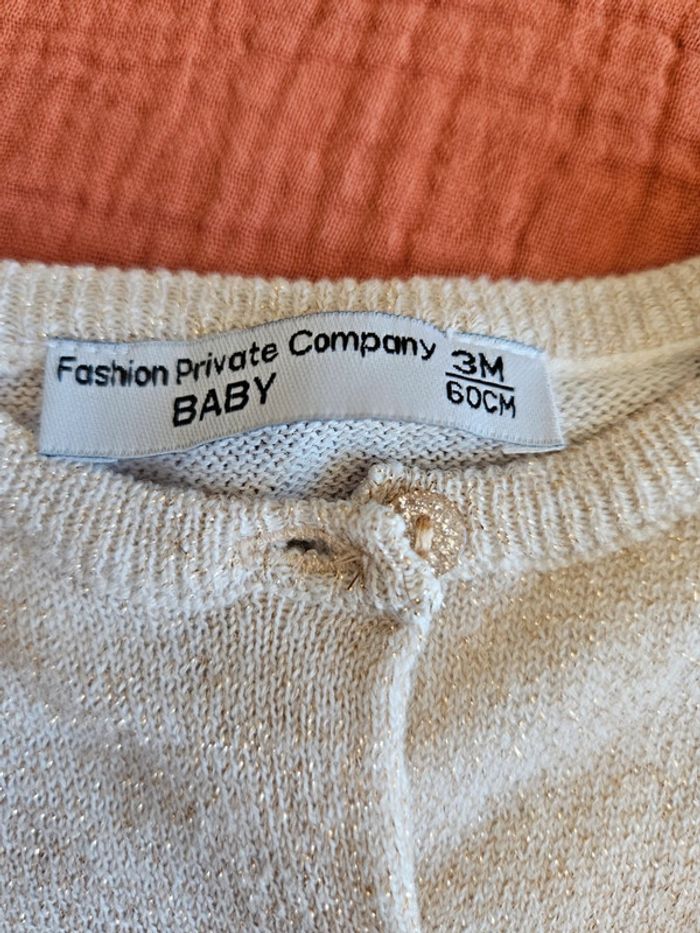 Fashion Private Company
BABY
3M
60CM